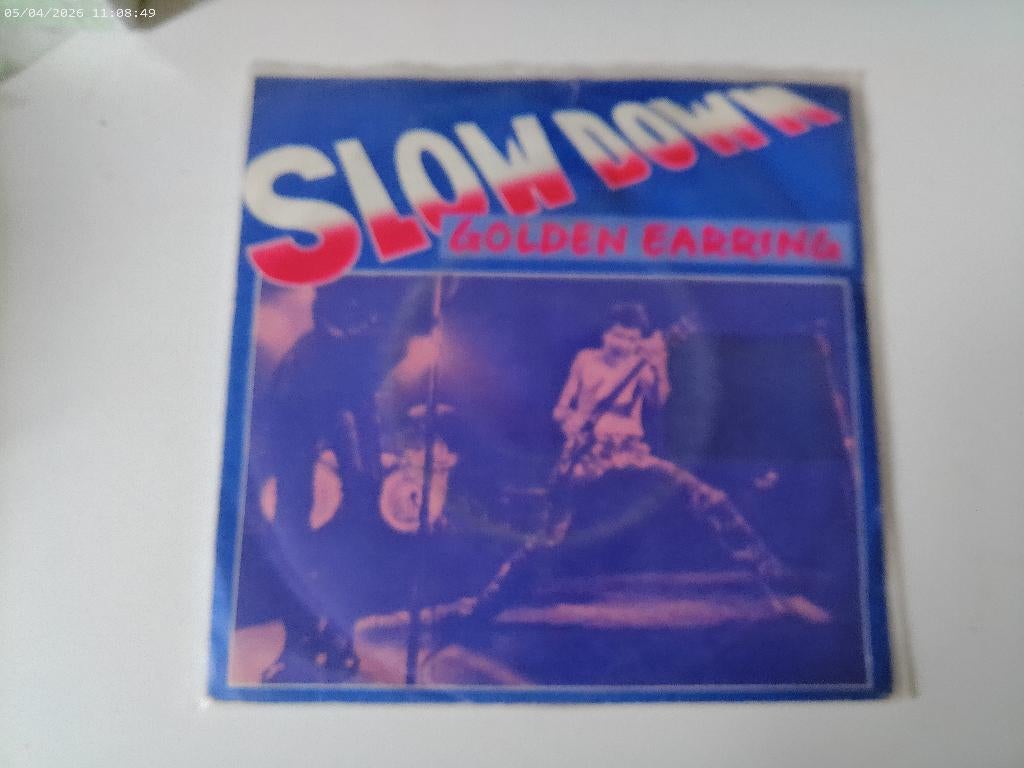 05/04/2026 11:08:49
SLOW DOWN
GOLDEN EARRING